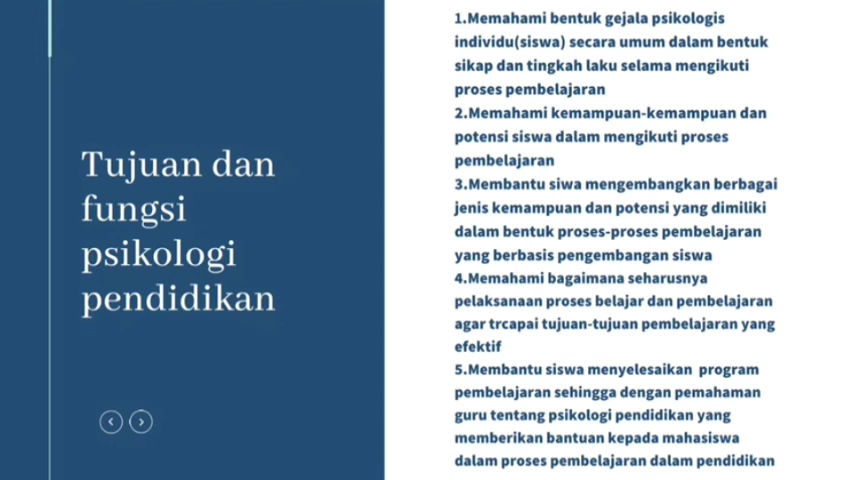 Tujuan dan
fungsi
psikologi
pendidikan
1.Memahami bentuk gejala psikologis
individu(siswa) secara umum dalam bentuk
sikap dan tingkah laku selama mengikuti
proses pembelajaran
2.Memahami kemampuan-kemampuan dan
potensi siswa dalam mengikuti proses
pembelajaran
3.Membantu siwa mengembangkan berbagai
jenis kemampuan dan potensi yang dimiliki
dalam bentuk proses-proses pembelajaran
yang berbasis pengembangan siswa
4.Memahami bagaimana seharusnya
pelaksanaan proses belajar dan pembelajaran
agar trcapai tujuan-tujuan pembelajaran yang
efektif
5.Membantu siswa menyelesaikan  program
pembelajaran sehingga dengan pemahaman
guru tentang psikologi pendidikan yang
memberikan bantuan kepada mahasiswa
dalam proses pembelajaran dalam pendidikan